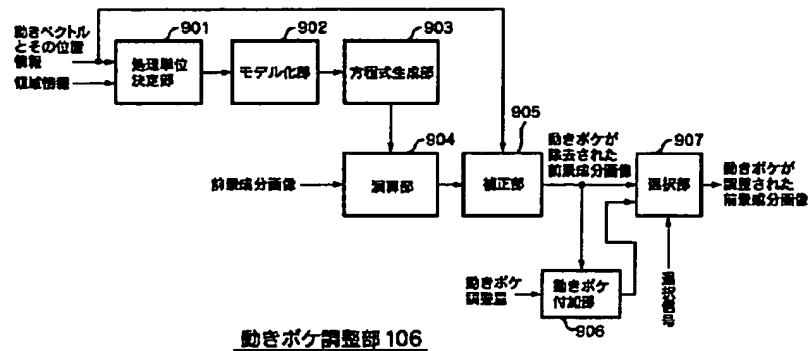 動きベクトル
とその位置
情報
領域情報
901
処理単位
決定部
902
モデル化部
903
方程式生成部
904
前景成分画像
演算部
905
補正部
動きボケが
除去された
前景成分画像
907
選択部
動きボケが
調整された
前景成分画像
動きボケ
調整量
動きボケ
付加部
906
選択信号
動きボケ調整部 106